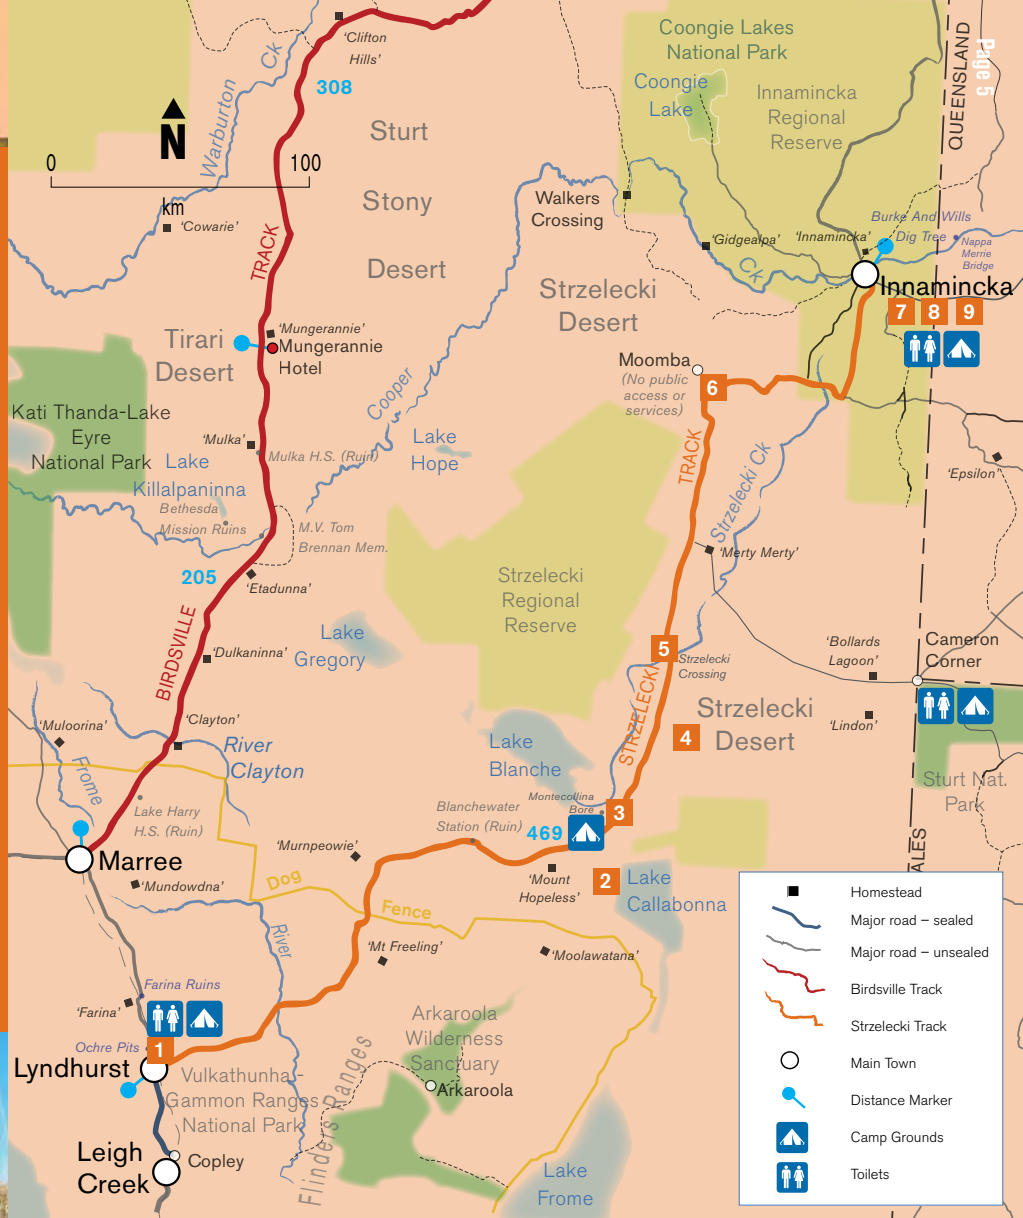 'Clifton
Hills'
Coongie Lakes
National Park
QUEENSLAND
Page 5
Warburton
Ck
308
Coongie
Lake
Innamincka
Regional
Reserve
N
Sturt
Stony
Desert
0
100
km
'Cowarie'
Walkers
Crossing
Burke And Wills
Dig Tree
'Gidgealpa'
'Innamincka'
Nappa
Merrie
Bridge
TRACK
Ck
Strzelecki
Desert
Innamincka
7
8
9
Tirari
Desert
'Mungerannie'
Mungerannie
Hotel
Moomba
(No public
access or
services)
6
Cooper
Kati Thanda-Lake
Eyre
National Park
'Mulka'
Mulka H.S. (Ruin)
Lake
Hope
TRACK
Lake
Killalpaninna
Bethesda
Mission Ruins
M.V. Tom
Brennan Mem.
Strzelecki Ck
'Epsilon'
'Merty Merty'
205
'Etadunna'
Strzelecki
Regional
Reserve
BIRDSVILLE
Lake
Gregory
'Dulkaninna'
5
Strzelecki
Crossing
'Bollards
Lagoon'
Cameron
Corner
'Muloorina'
'Clayton'
River
Clayton
Frome
Lake
Blanche
STRZELECKI
4
Strzelecki
Desert
'Lindon'
Sturt Nat.
Park
Lake Harry
H.S. (Ruin)
Blanchewater
Station (Ruin)
Montecollina
Bore
469
3
Marree
'Murnpeowie'
ALES
'Mundowdna'
Dog
Fence
'Mount
Hopeless'
2
Lake
Callabonna
River
'Mt Freeling'
'Moolawatana'
Farina Ruins
'Farina'
Ochre Pits
1
Lyndhurst
Arkaroola
Wilderness
Sanctuary
Arkaroola
Vulkathunha-
Gammon Ranges
National Park
Flinders Ranges
Leigh
Creek
Copley
Lake
Frome
Homestead
Major road – sealed
Major road – unsealed
Birdsville Track
Strzelecki Track
Main Town
Distance Marker
Camp Grounds
Toilets